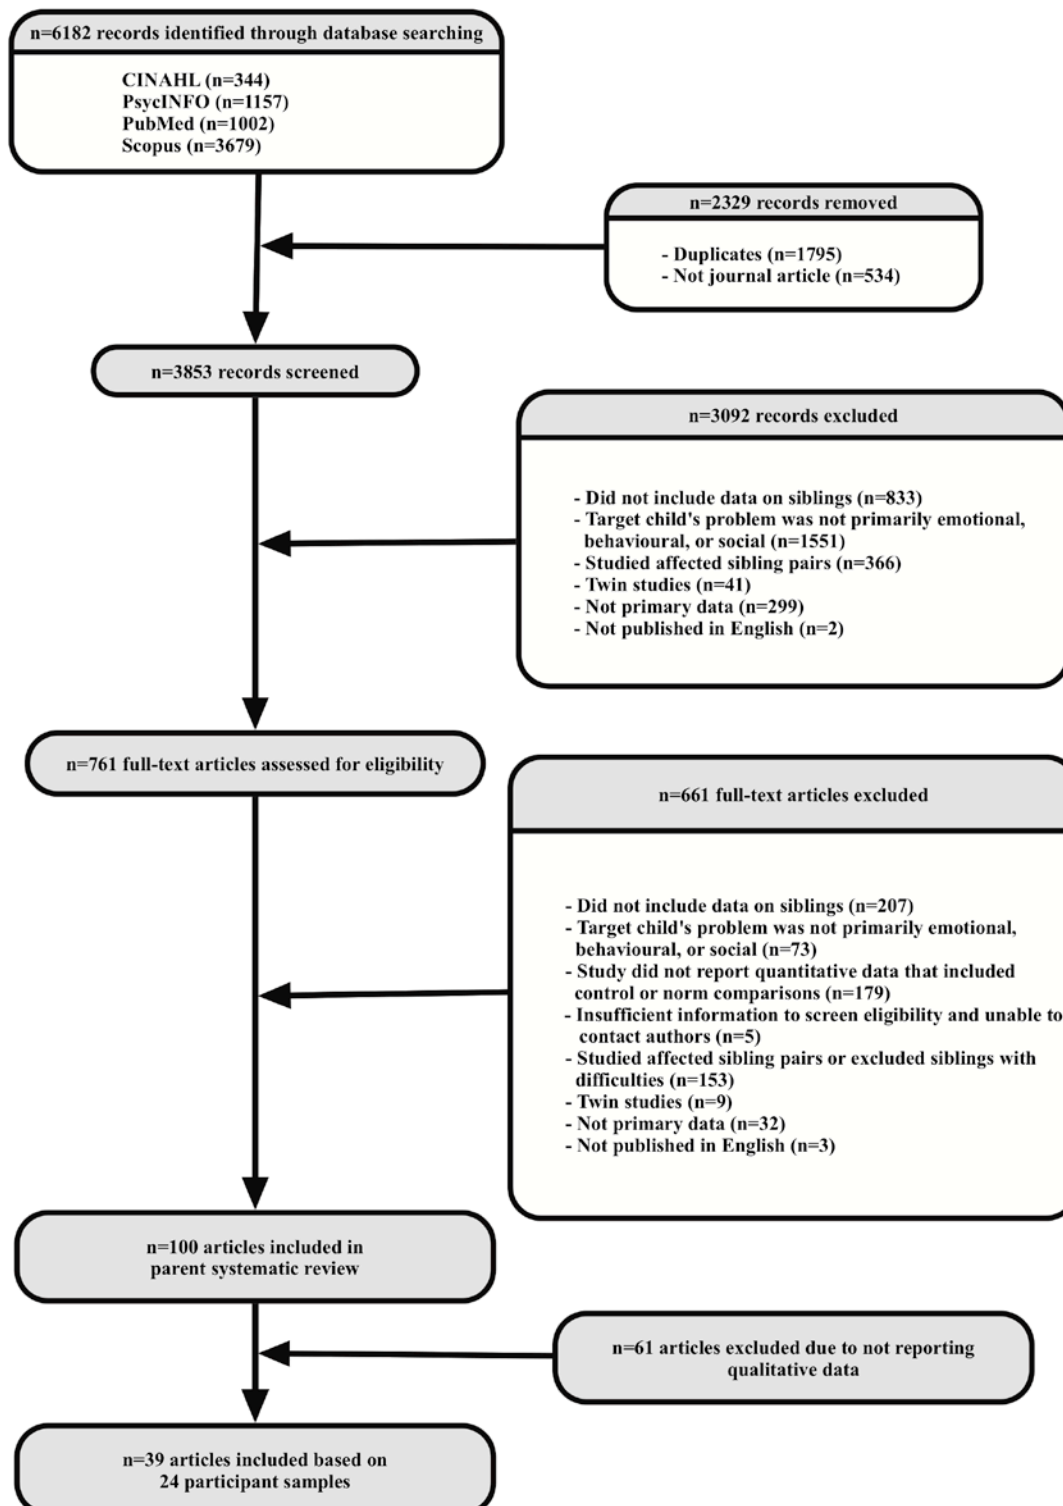 n=6182 records identified through database searching
CINAHL (n=344)
PsycINFO (n=1157)
PubMed (n=1002)
Scopus (n=3679)
n=2329 records removed
- Duplicates (n=1795)
- Not journal article (n=534)
n=3853 records screened
n=3092 records excluded
- Did not include data on siblings (n=833)
- Target child's problem was not primarily emotional,
behavioural, or social (n=1551)
- Studied affected sibling pairs (n=366)
- Twin studies (n=41)
- Not primary data (n=299)
- Not published in English (n=2)
n=761 full-text articles assessed for eligibility
n=661 full-text articles excluded
- Did not include data on siblings (n=207)
- Target child's problem was not primarily emotional,
behavioural, or social (n=73)
- Study did not report quantitative data that included
control or norm comparisons (n=179)
- Insufficient information to screen eligibility and unable to
contact authors (n=5)
- Studied affected sibling pairs or excluded siblings with
difficulties (n=153)
- Twin studies (n=9)
- Not primary data (n=32)
- Not published in English (n=3)
n=100 articles included in
parent systematic review
n=61 articles excluded due to not reporting
qualitative data
n=39 articles included based on
24 participant samples